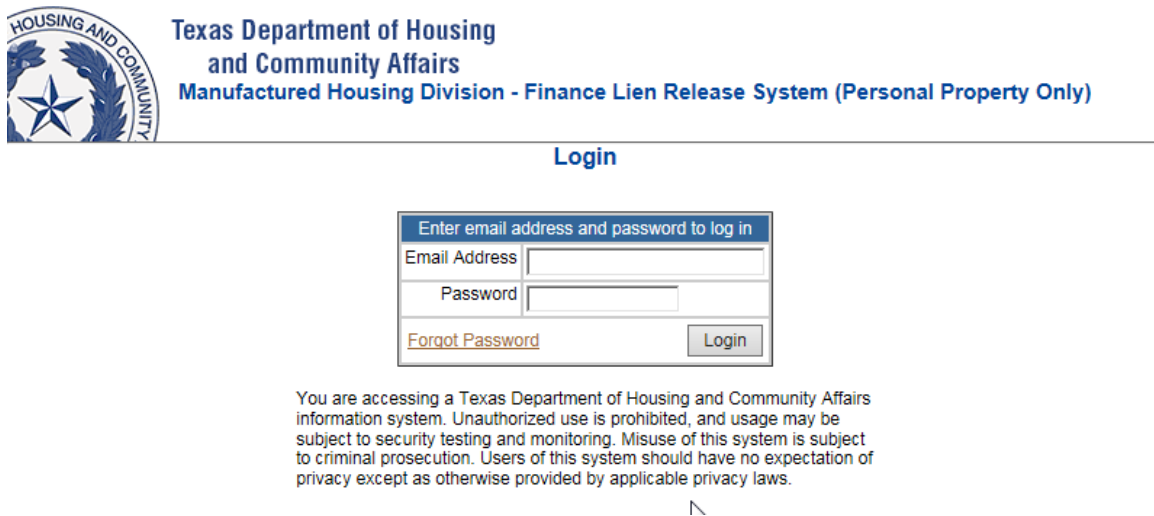 HOUSING AND COMMUNITY
Texas Department of Housing
and Community Affairs
Manufactured Housing Division - Finance Lien Release System (Personal Property Only)
Login
Enter email address and password to log in
Email Address
Password
Forgot Password
Login
You are accessing a Texas Department of Housing and Community Affairs
information system. Unauthorized use is prohibited, and usage may be
subject to security testing and monitoring. Misuse of this system is subject
to criminal prosecution. Users of this system should have no expectation of
privacy except as otherwise provided by applicable privacy laws.